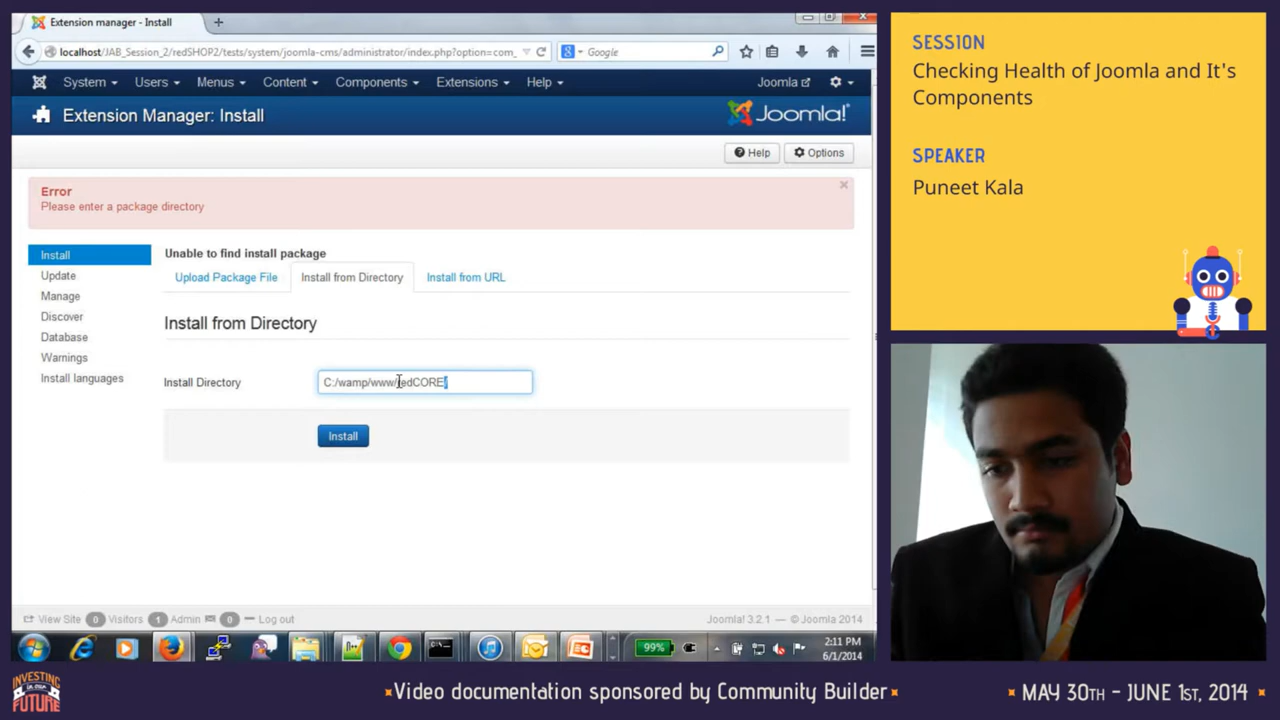 Extension manager - Install
localhost/JAB_Session_2/redSHOP2/tests/system/joomla-cms/administrator/index.php?option=com_
Google
System Users Menus Content Components Extensions Help Joomla
Extension Manager: Install
Joomla!
Help Options
Error
Please enter a package directory
Install
Update
Manage
Discover
Database
Warnings
Install languages
Unable to find install package
Upload Package File Install from Directory Install from URL
Install from Directory
Install Directory C:/wamp/www/redCORE/
Install
View Site 0 Visitors 1 Admin 0 Log out Joomla! 3.2.1 — © Joomla 2014
99% 2:11 PM
6/1/2014
SESSION
Checking Health of Joomla and It's
Components
SPEAKER
Puneet Kala
INVESTING
IN OUR
FUTURE
Video documentation sponsored by Community Builder
MAY 30TH - JUNE 1ST, 2014